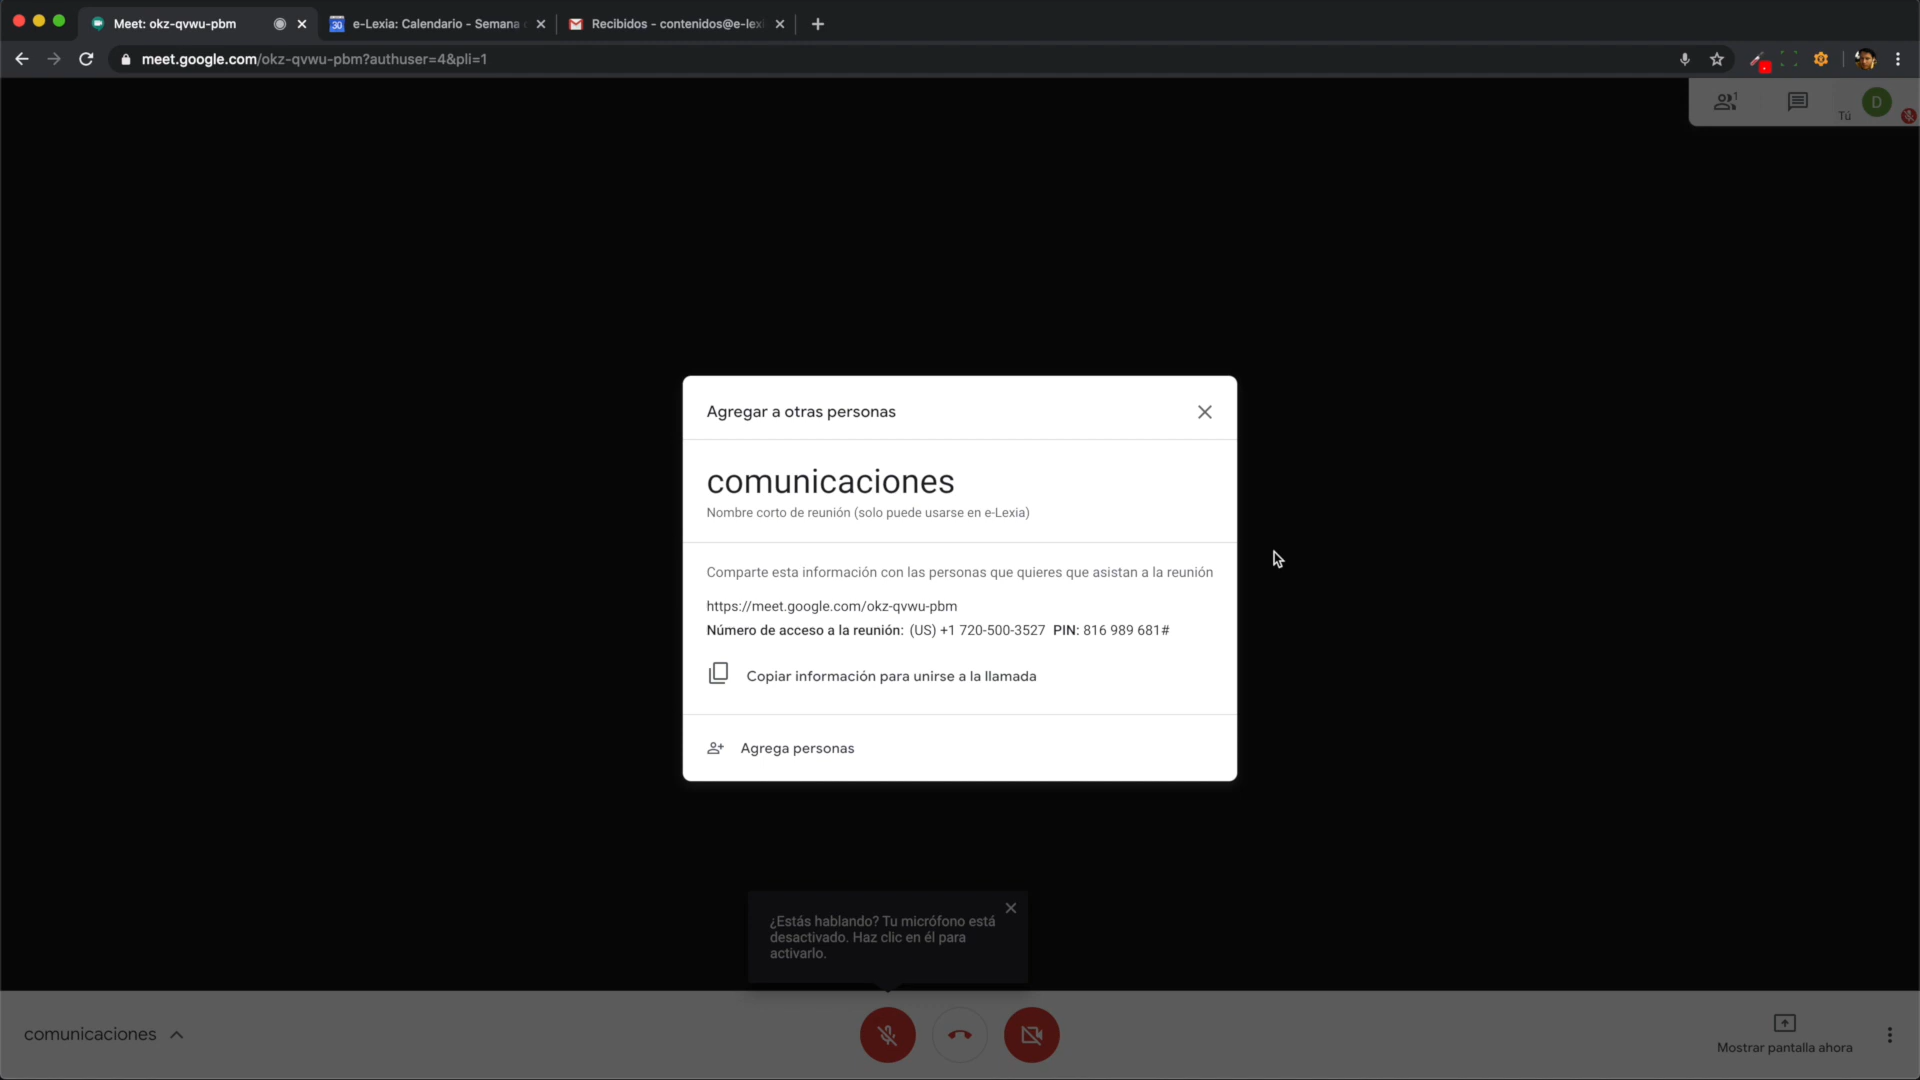 Meet: okz-qvwu-pbm
e-Lexia: Calendario - Semana
Recibidos - contenidos@e-lexi
meet.google.com/okz-qvwu-pbm?authuser=4&pli=1
1
Tú
D
Agregar a otras personas
comunicaciones
Nombre corto de reunión (solo puede usarse en e-Lexia)
Comparte esta información con las personas que quieres que asistan a la reunión
https://meet.google.com/okz-qvwu-pbm
Número de acceso a la reunión: (US) +1 720-500-3527 PIN: 816 989 681#
Copiar información para unirse a la llamada
Agrega personas
¿Estás hablando? Tu micrófono está
desactivado. Haz clic en él para
activarlo.
comunicaciones
Mostrar pantalla ahora